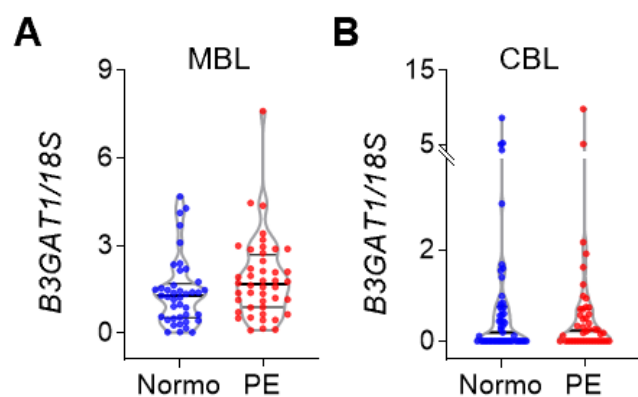 A
MBL
B3GAT1/18S
9
6
3
0
Normo PE
B
CBL
B3GAT1/18S
15
5
2
0
Normo PE